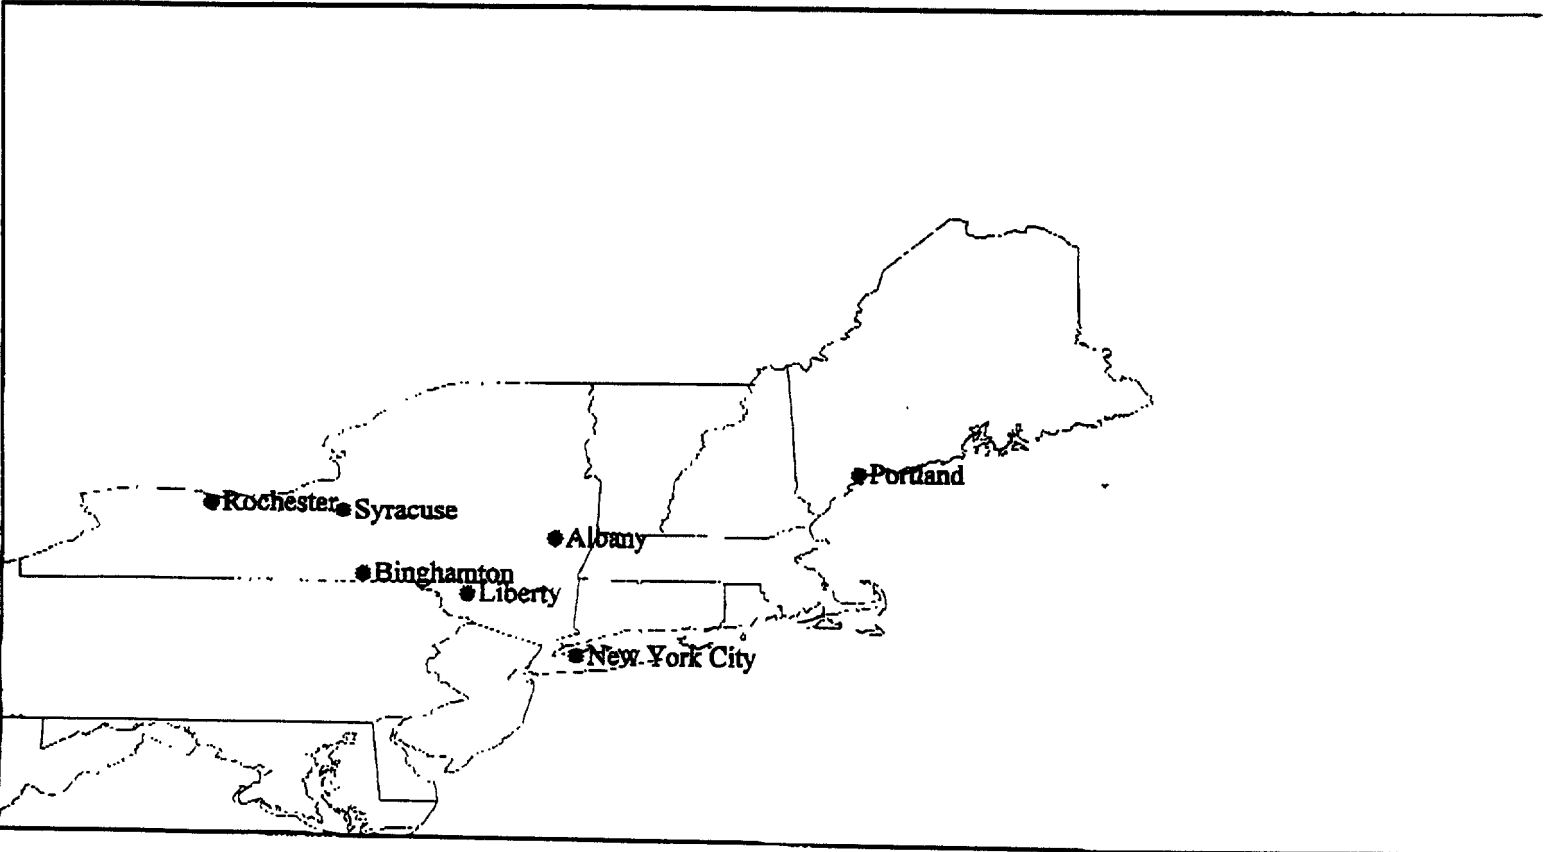 Portland
Rochester
Syracuse
Albany
Binghamton
Liberty
New York City